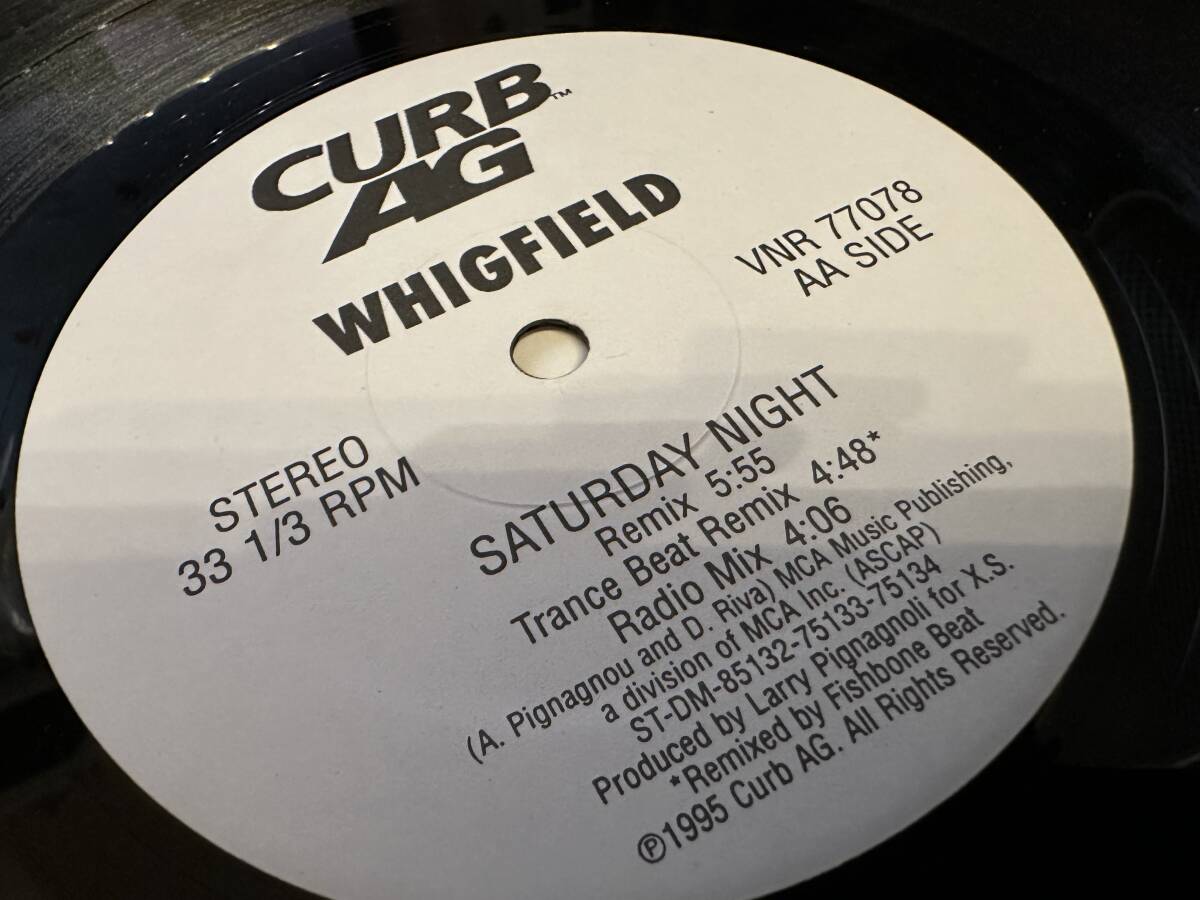 CURB™
AG
WHIGFIELD
VNR 77078
AA SIDE
STEREO
33 1/3 RPM
SATURDAY NIGHT
Remix 5:55
Trance Beat Remix 4:48*
Radio Mix 4:06
(A. Pignagnou and D. Riva) MCA Music Publishing,
a division of MCA Inc. (ASCAP)
ST-DM-85132-75133-75134
Produced by Larry Pignagnoli for X.S.
*Remixed by Fishbone Beat
℗1995 Curb AG. All Rights Reserved.